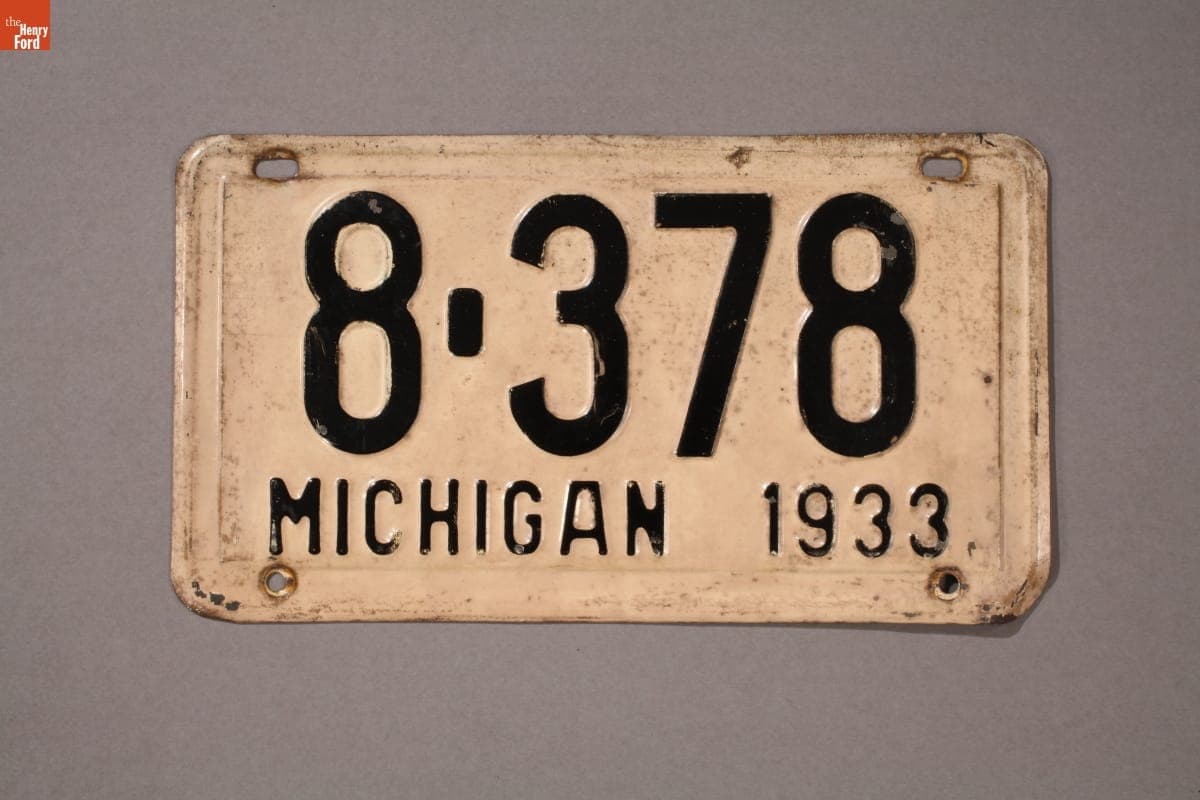 the
Henry
Ford
8·378
MICHIGAN 1933